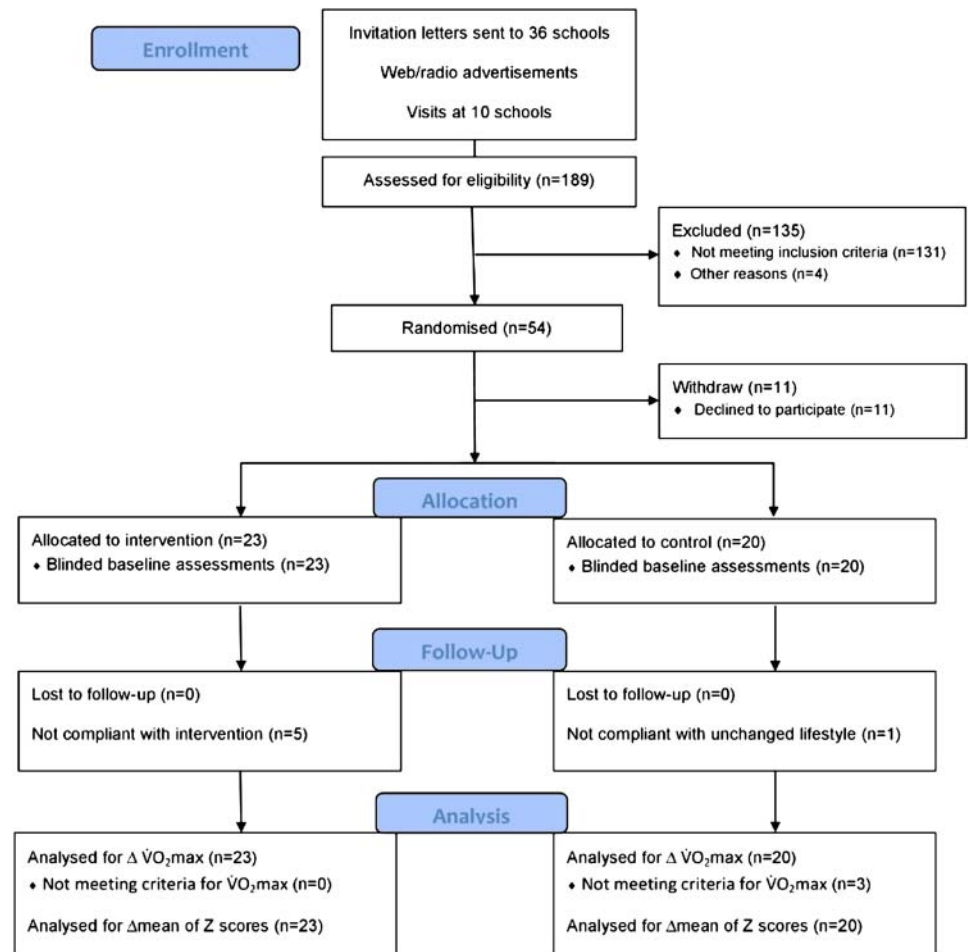 Enrollment
Invitation letters sent to 36 schools
Web/radio advertisements
Visits at 10 schools
Assessed for eligibility (n=189)
Excluded (n=135)
♦ Not meeting inclusion criteria (n=131)
♦ Other reasons (n=4)
Randomised (n=54)
Withdraw (n=11)
♦ Declined to participate (n=11)
Allocation
Allocated to intervention (n=23)
♦ Blinded baseline assessments (n=23)
Allocated to control (n=20)
♦ Blinded baseline assessments (n=20)
Follow-Up
Lost to follow-up (n=0)
Not compliant with intervention (n=5)
Lost to follow-up (n=0)
Not compliant with unchanged lifestyle (n=1)
Analysis
Analysed for Δ V̇O₂max (n=23)
♦ Not meeting criteria for V̇O₂max (n=0)
Analysed for Δmean of Z scores (n=23)
Analysed for Δ V̇O₂max (n=20)
♦ Not meeting criteria for V̇O₂max (n=3)
Analysed for Δmean of Z scores (n=20)